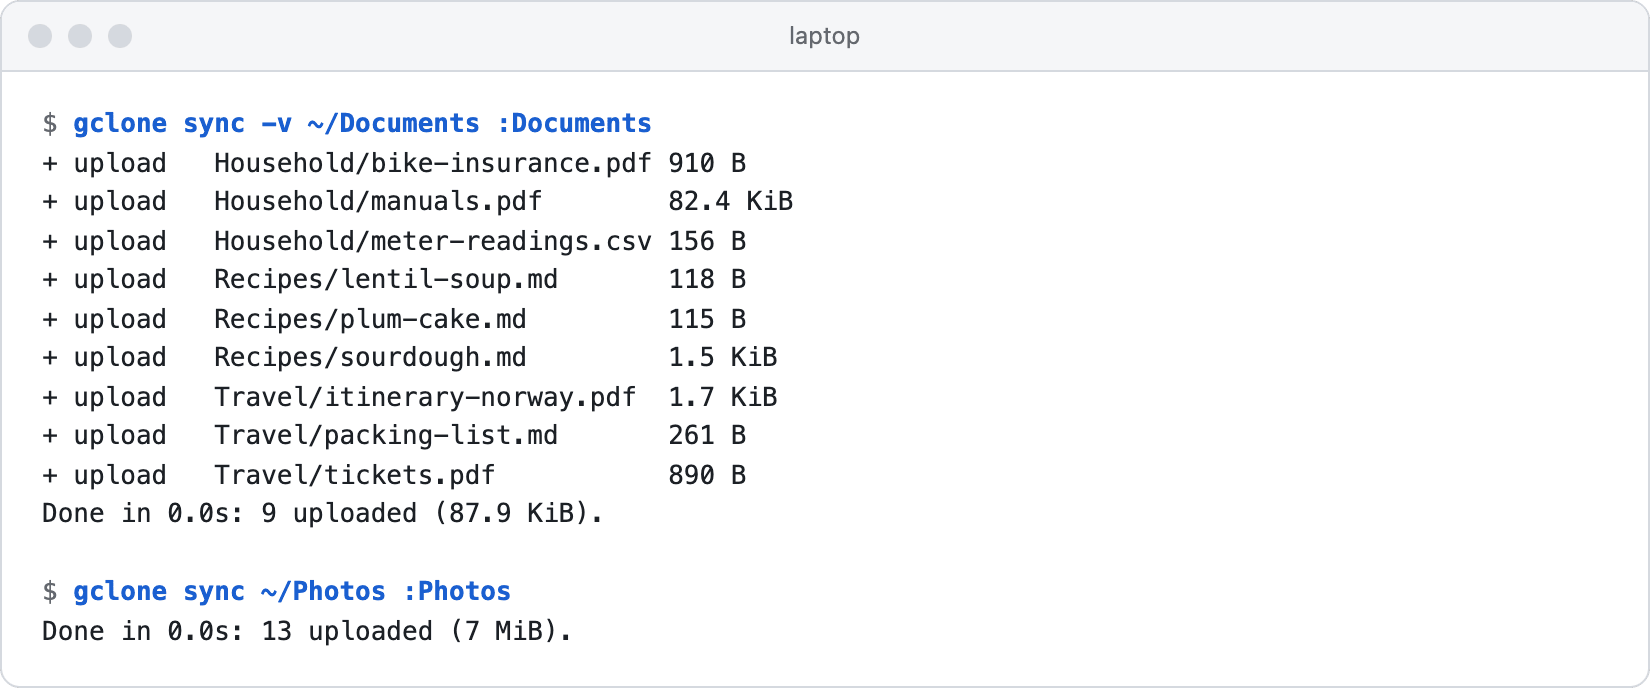 laptop
$ gclone sync -v ~/Documents :Documents
+ upload   Household/bike-insurance.pdf 910 B
+ upload   Household/manuals.pdf        82.4 KiB
+ upload   Household/meter-readings.csv 156 B
+ upload   Recipes/lentil-soup.md       118 B
+ upload   Recipes/plum-cake.md         115 B
+ upload   Recipes/sourdough.md         1.5 KiB
+ upload   Travel/itinerary-norway.pdf  1.7 KiB
+ upload   Travel/packing-list.md       261 B
+ upload   Travel/tickets.pdf           890 B
Done in 0.0s: 9 uploaded (87.9 KiB).
$ gclone sync ~/Photos :Photos
Done in 0.0s: 13 uploaded (7 MiB).